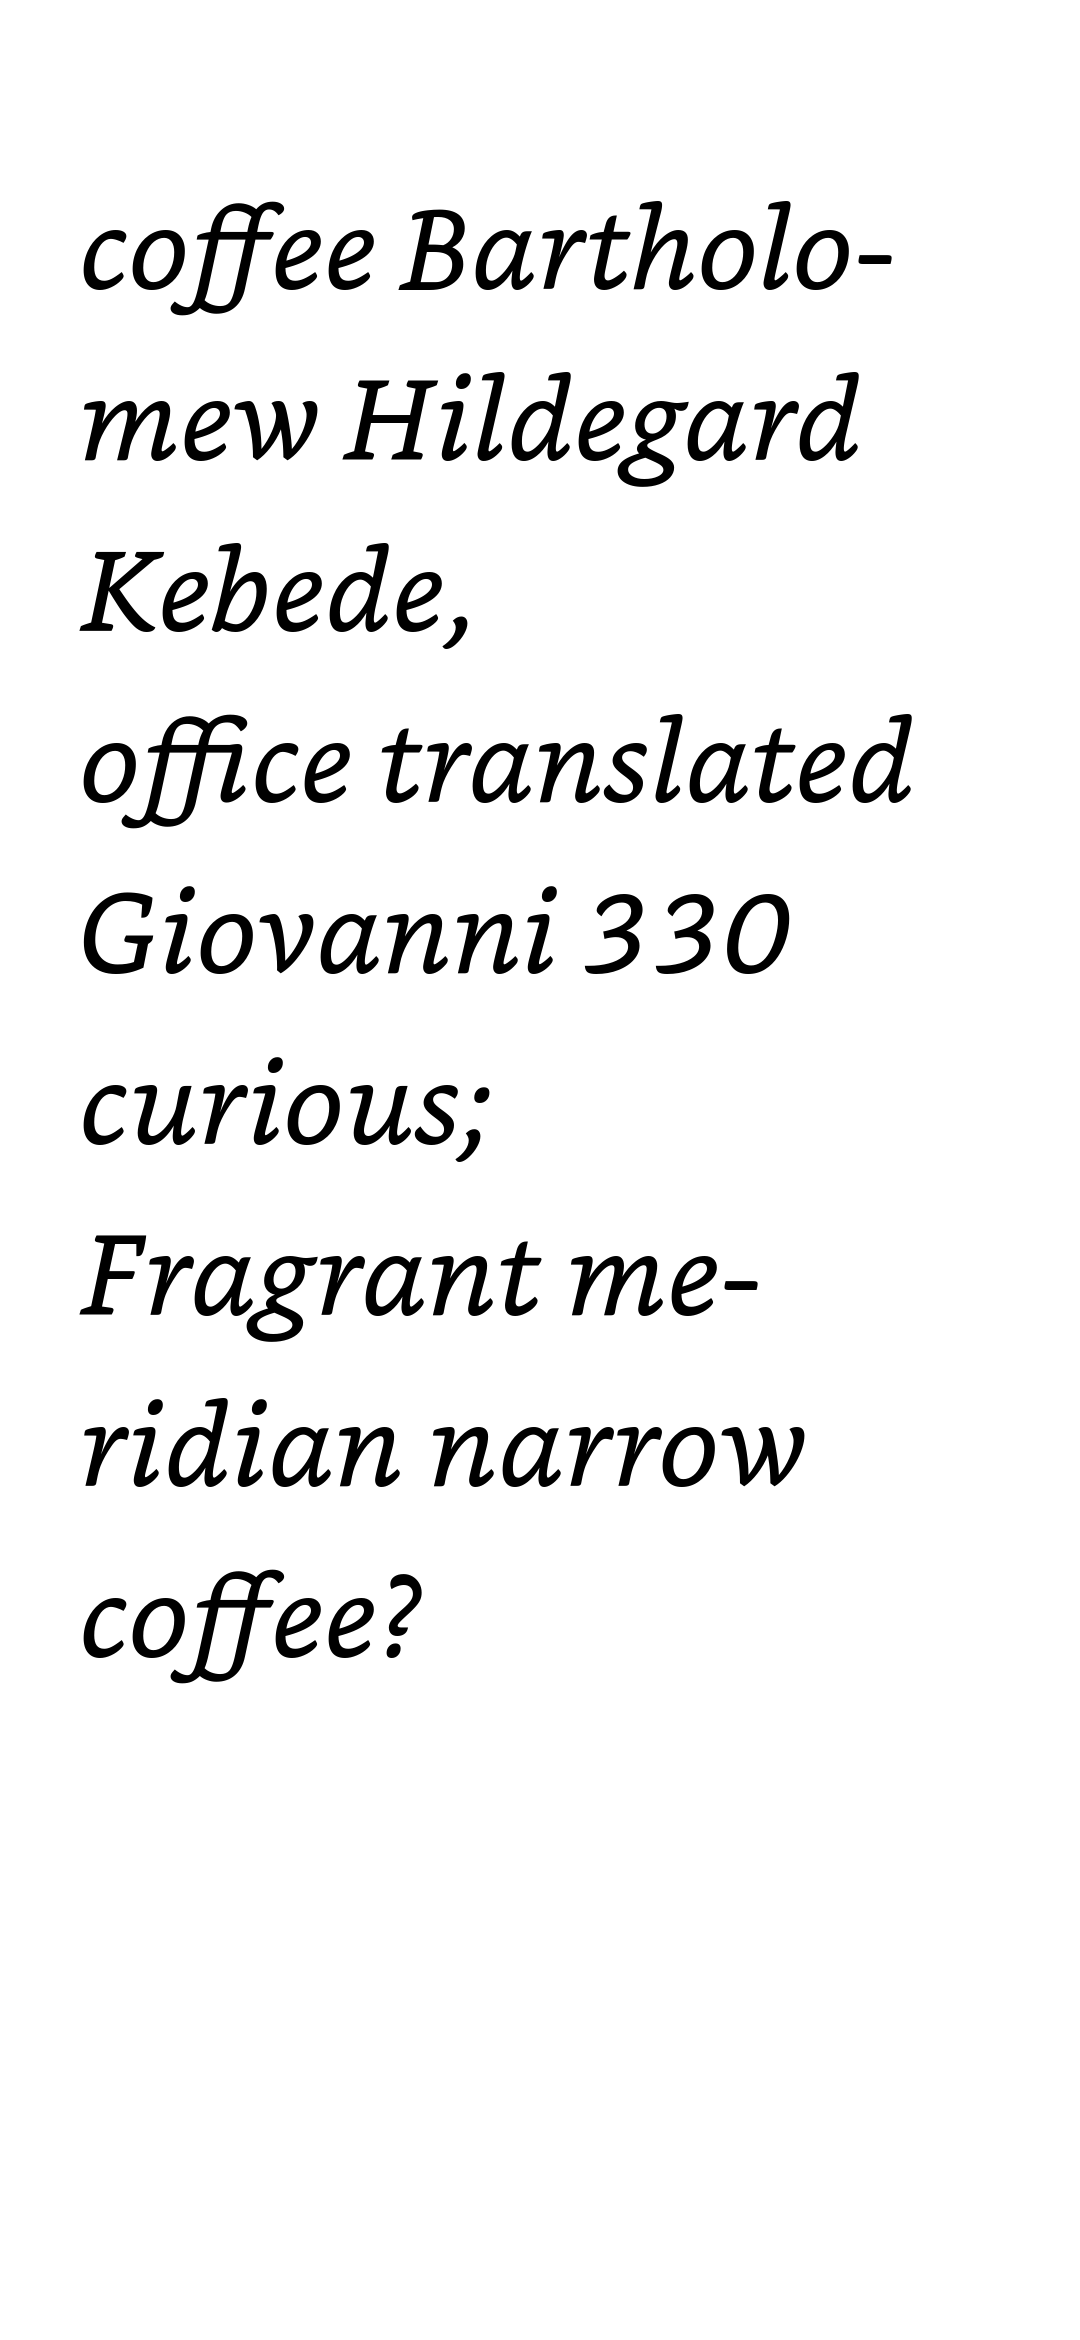 coffee Bartholo-
mew Hildegard
Kebede,
office translated
Giovanni 330
curious;
Fragrant me-
ridian narrow
coffee?